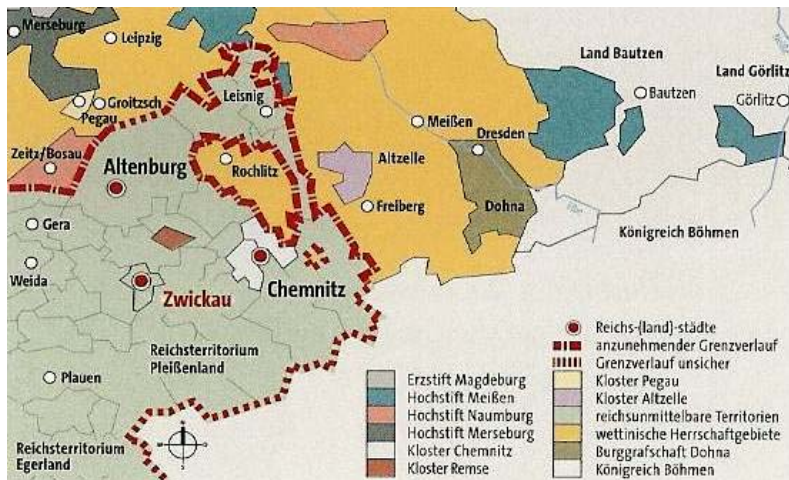 Merseburg
Leipzig
Land Bautzen
Land Görlitz
Leisnig
Bautzen
Görlitz
Groitzsch
Pegau
Meißen
Dresden
Zeitz/Bosau
Altenburg
Rochlitz
Altzelle
Freiberg
Dohna
Gera
Königreich Böhmen
Weida
Zwickau
Chemnitz
Reichsterritorium
Pleißenland
Plauen
Reichsterritorium
Egerland
Reichs-(land)-städte
anzunehmender Grenzverlauf
Grenzverlauf unsicher
Erzstift Magdeburg
Hochstift Meißen
Hochstift Naumburg
Hochstift Merseburg
Kloster Chemnitz
Kloster Remse
Kloster Pegau
Kloster Altzelle
reichsunmittelbare Territorien
wettinische Herrschaftgebiete
Burggrafschaft Dohna
Königreich Böhmen